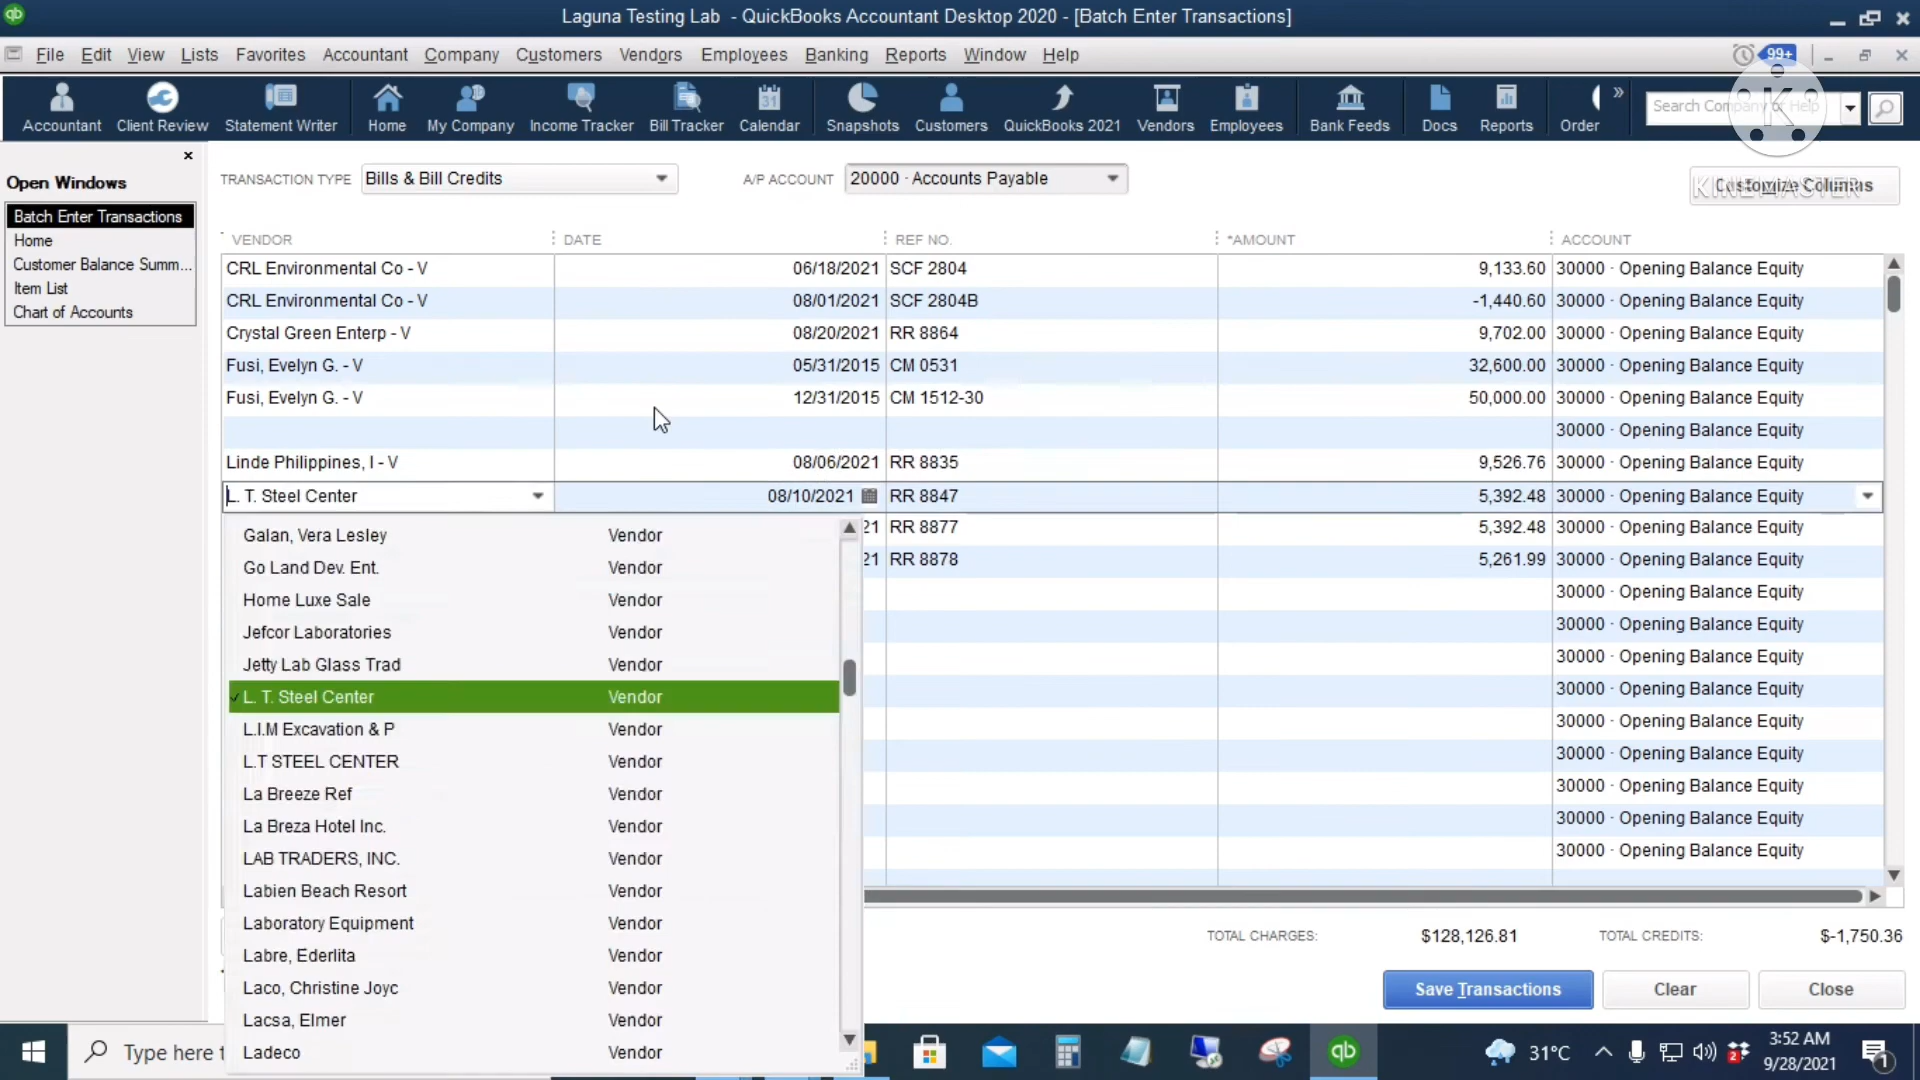 Laguna Testing Lab - QuickBooks Accountant Desktop 2020 - [Batch Enter Transactions]
File Edit View Lists Favorites Accountant Company Customers Vendors Employees Banking Reports Window Help 99+
Accountant Client Review Statement Writer Home My Company Income Tracker Bill Tracker Calendar Snapshots Customers QuickBooks 2021 Vendors Employees Bank Feeds Docs Reports Order » Search Company or Help
Open Windows
Batch Enter Transactions
Home
Customer Balance Summ...
Item List
Chart of Accounts
TRANSACTION TYPE Bills & Bill Credits A/P ACCOUNT 20000 · Accounts Payable Customize Columns
KINEMASTER
VENDOR DATE REF NO. *AMOUNT ACCOUNT
CRL Environmental Co - V 06/18/2021 SCF 2804 9,133.60 30000 · Opening Balance Equity
CRL Environmental Co - V 08/01/2021 SCF 2804B -1,440.60 30000 · Opening Balance Equity
Crystal Green Enterp - V 08/20/2021 RR 8864 9,702.00 30000 · Opening Balance Equity
Fusi, Evelyn G. - V 05/31/2015 CM 0531 32,600.00 30000 · Opening Balance Equity
Fusi, Evelyn G. - V 12/31/2015 CM 1512-30 50,000.00 30000 · Opening Balance Equity
30000 · Opening Balance Equity
Linde Philippines, I - V 08/06/2021 RR 8835 9,526.76 30000 · Opening Balance Equity
L. T. Steel Center 08/10/2021 RR 8847 5,392.48 30000 · Opening Balance Equity
21 RR 8877 5,392.48 30000 · Opening Balance Equity
21 RR 8878 5,261.99 30000 · Opening Balance Equity
30000 · Opening Balance Equity
30000 · Opening Balance Equity
30000 · Opening Balance Equity
30000 · Opening Balance Equity
30000 · Opening Balance Equity
30000 · Opening Balance Equity
30000 · Opening Balance Equity
30000 · Opening Balance Equity
30000 · Opening Balance Equity
Galan, Vera Lesley Vendor
Go Land Dev. Ent. Vendor
Home Luxe Sale Vendor
Jefcor Laboratories Vendor
Jetty Lab Glass Trad Vendor
L. T. Steel Center Vendor
L.I.M Excavation & P Vendor
L.T STEEL CENTER Vendor
La Breeze Ref Vendor
La Breza Hotel Inc. Vendor
LAB TRADERS, INC. Vendor
Labien Beach Resort Vendor
Laboratory Equipment Vendor
Labre, Ederlita Vendor
Laco, Christine Joyc Vendor
Lacsa, Elmer Vendor
Ladeco Vendor
TOTAL CHARGES: $128,126.81 TOTAL CREDITS: $-1,750.36
Save Transactions Clear Close
Type here t 31°C 3:52 AM
9/28/2021